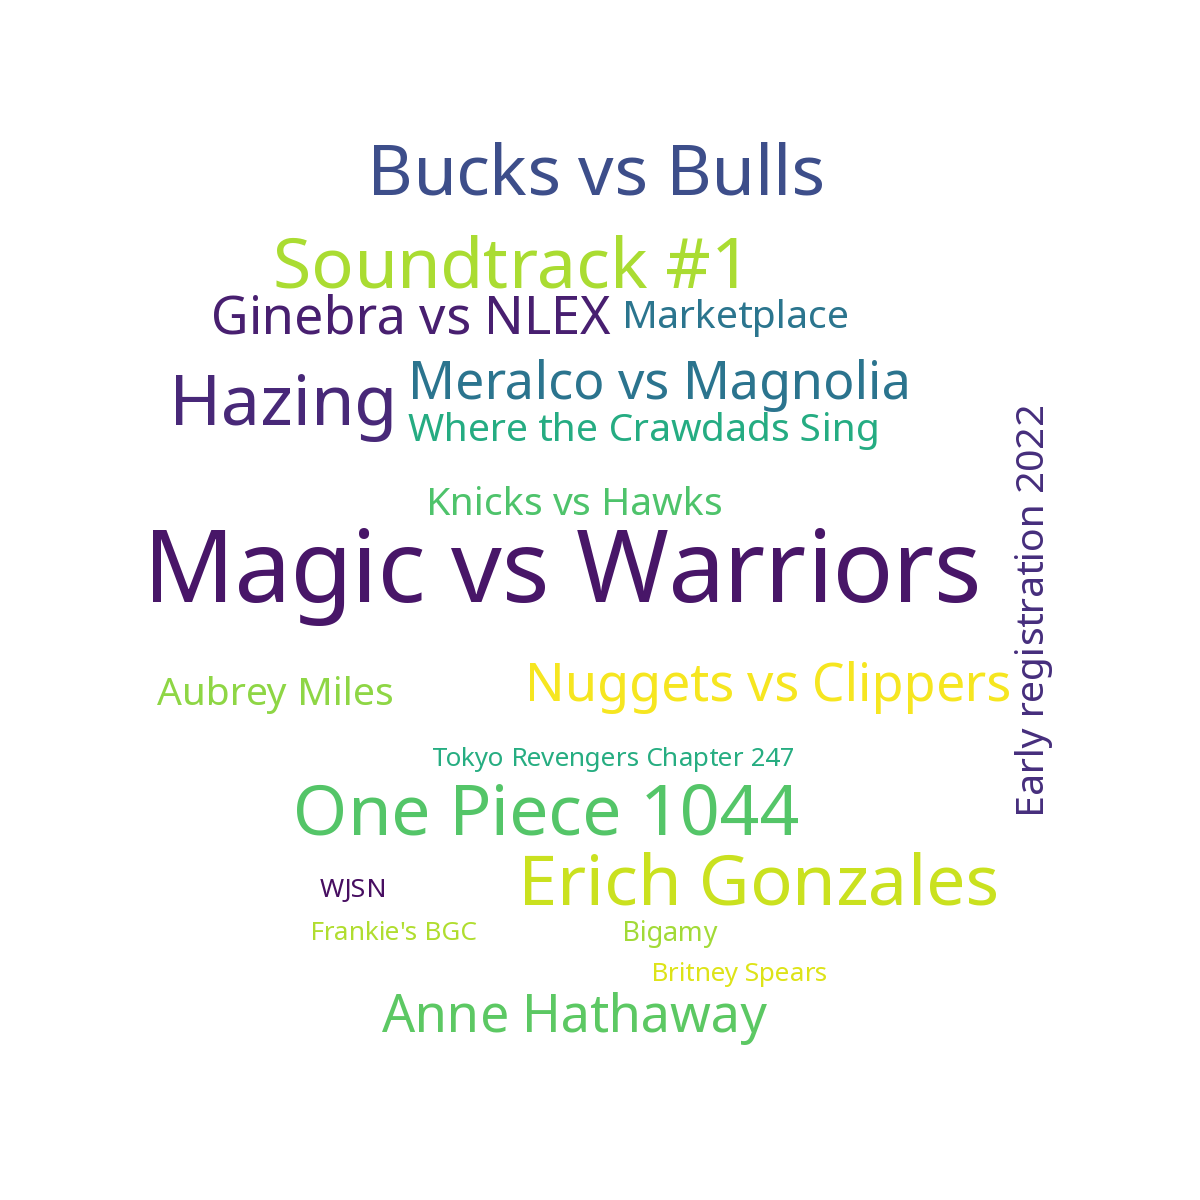 Bucks vs Bulls
Soundtrack #1
Ginebra vs NLEX
Marketplace
Hazing
Meralco vs Magnolia
Where the Crawdads Sing
Knicks vs Hawks
Magic vs Warriors
Early registration 2022
Aubrey Miles
Nuggets vs Clippers
Tokyo Revengers Chapter 247
One Piece 1044
Erich Gonzales
WJSN
Frankie's BGC
Bigamy
Britney Spears
Anne Hathaway